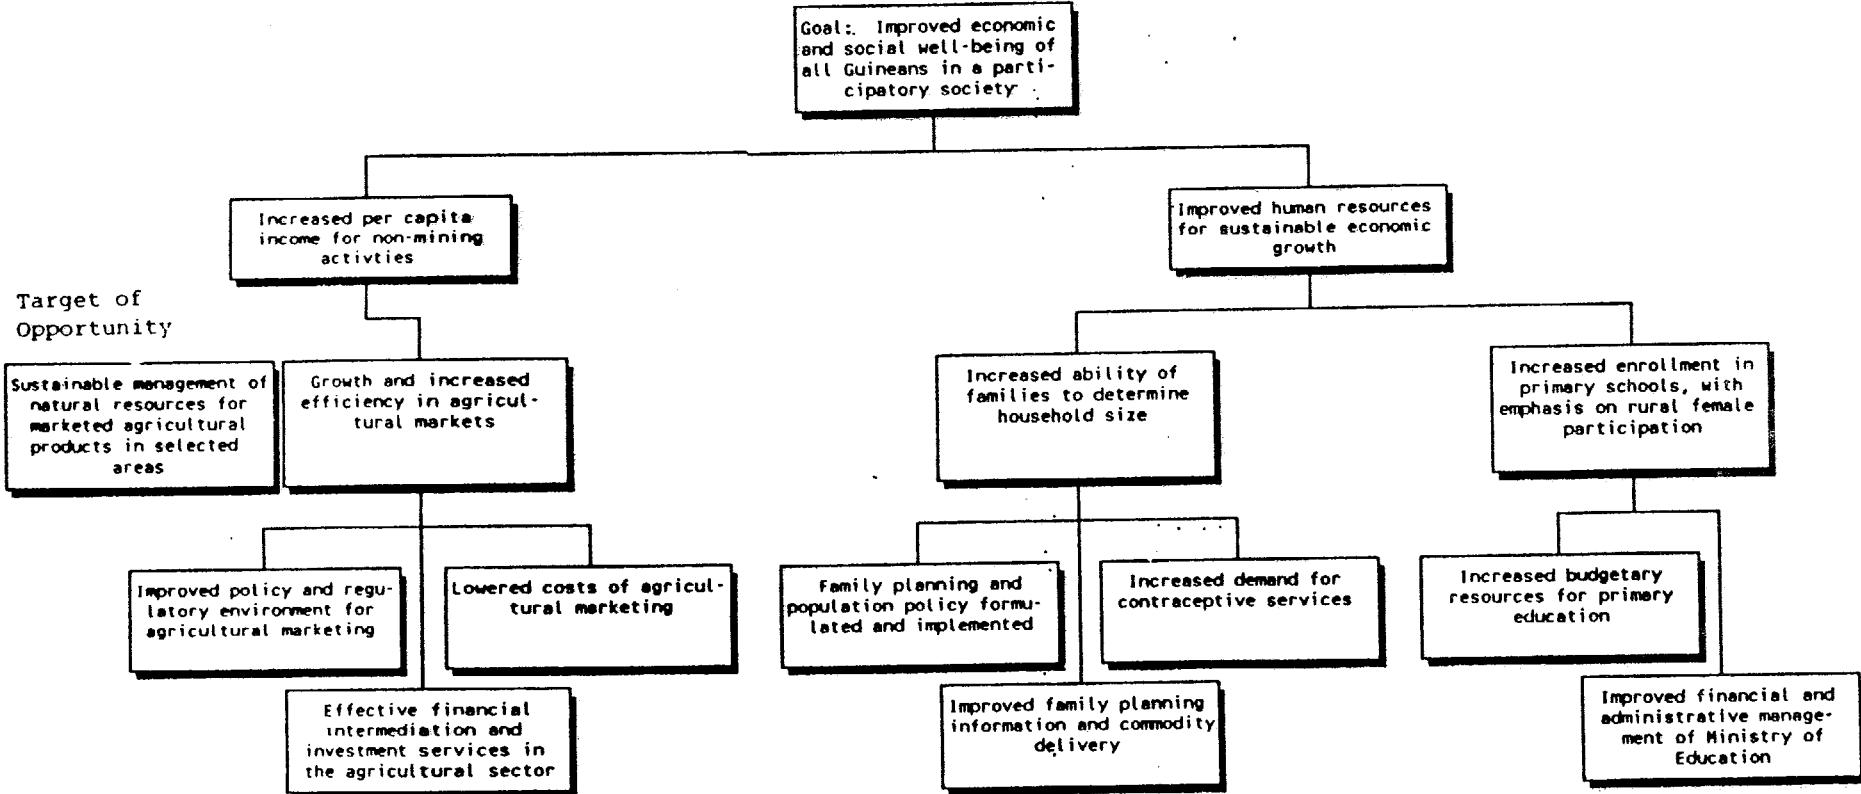 Goal:. Improved economic
and social well-being of
all Guineans in a parti-
cipatory society
Increased per capita
income for non-mining
activties
Improved human resources
for sustainable economic
growth
Target of
Opportunity
Sustainable management of
natural resources for
marketed agricultural
products in selected
areas
Growth and increased
efficiency in agricul-
tural markets
Increased ability of
families to determine
household size
Increased enrollment in
primary schools, with
emphasis on rural female
participation
Improved policy and regu-
latory environment for
agricultural marketing
Lowered costs of agricul-
tural marketing
Family planning and
population policy formu-
lated and implemented
Increased demand for
contraceptive services
Increased budgetary
resources for primary
education
Effective financial
intermediation and
investment services in
the agricultural sector
Improved family planning
information and commodity
delivery
Improved financial and
administrative manage-
ment of Ministry of
Education